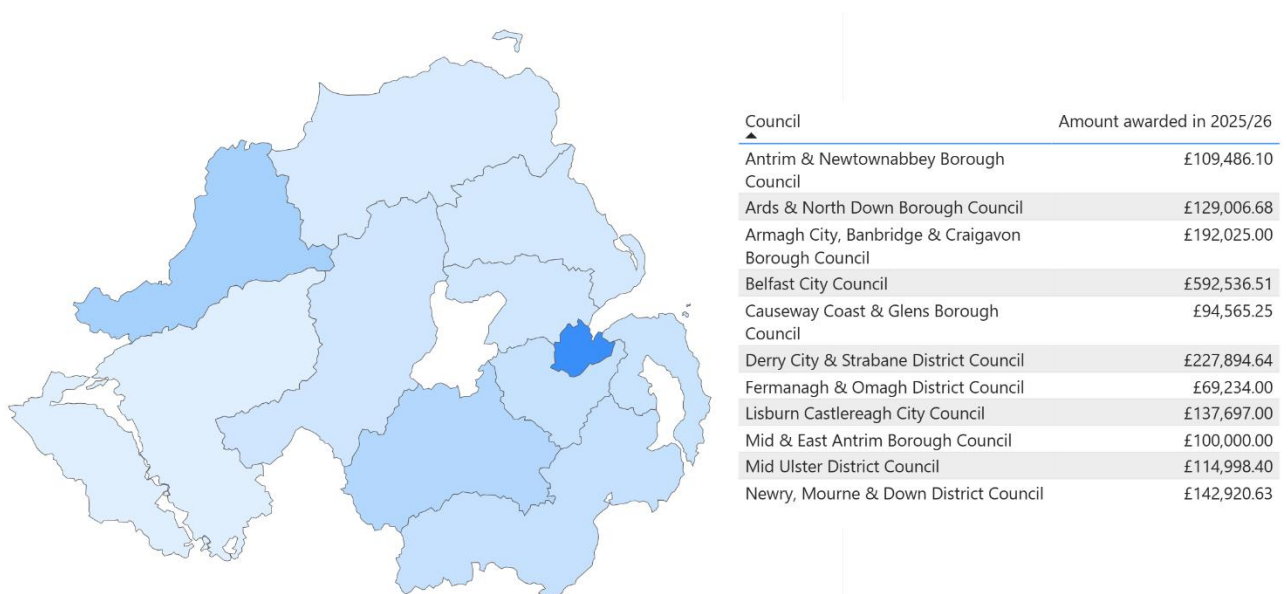 Council Amount awarded in 2025/26
Antrim & Newtownabbey Borough £109,486.10
Council
Ards & North Down Borough Council £129,006.68
Armagh City, Banbridge & Craigavon £192,025.00
Borough Council
Belfast City Council £592,536.51
Causeway Coast & Glens Borough £94,565.25
Council
Derry City & Strabane District Council £227,894.64
Fermanagh & Omagh District Council £69,234.00
Lisburn Castlereagh City Council £137,697.00
Mid & East Antrim Borough Council £100,000.00
Mid Ulster District Council £114,998.40
Newry, Mourne & Down District Council £142,920.63